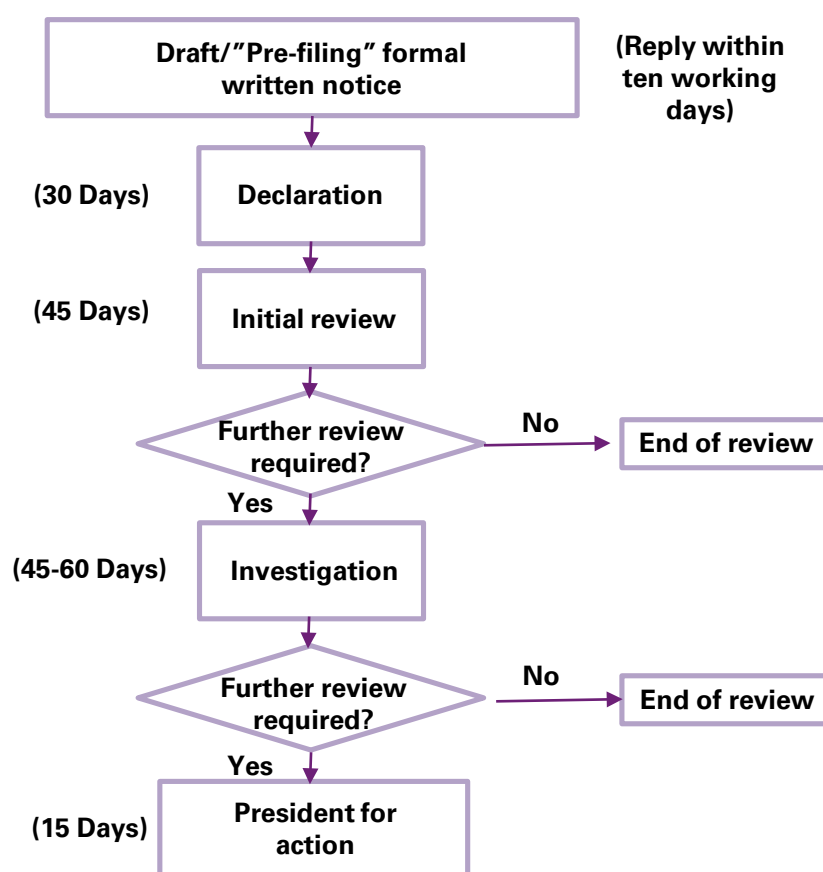 Draft/”Pre-filing” formal
written notice
(Reply within
ten working
days)
(30 Days)
Declaration
(45 Days)
Initial review
Further review
required?
No
End of review
Yes
(45-60 Days)
Investigation
Further review
required?
No
End of review
Yes
(15 Days)
President for
action